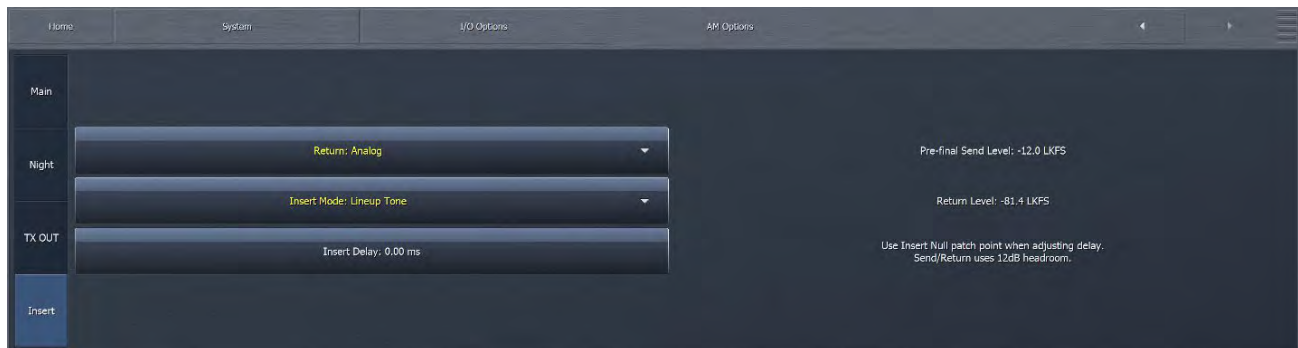 Home
System
I/O Options
AM Options
Main
Night
Return: Analog
Pre-final Send Level: -12.0 LKFS
Insert Mode: Lineup Tone
Return Level: -81.4 LKFS
TX OUT
Insert Delay: 0.00 ms
Use Insert Null patch point when adjusting delay.
Send/Return uses 12dB headroom.
Insert